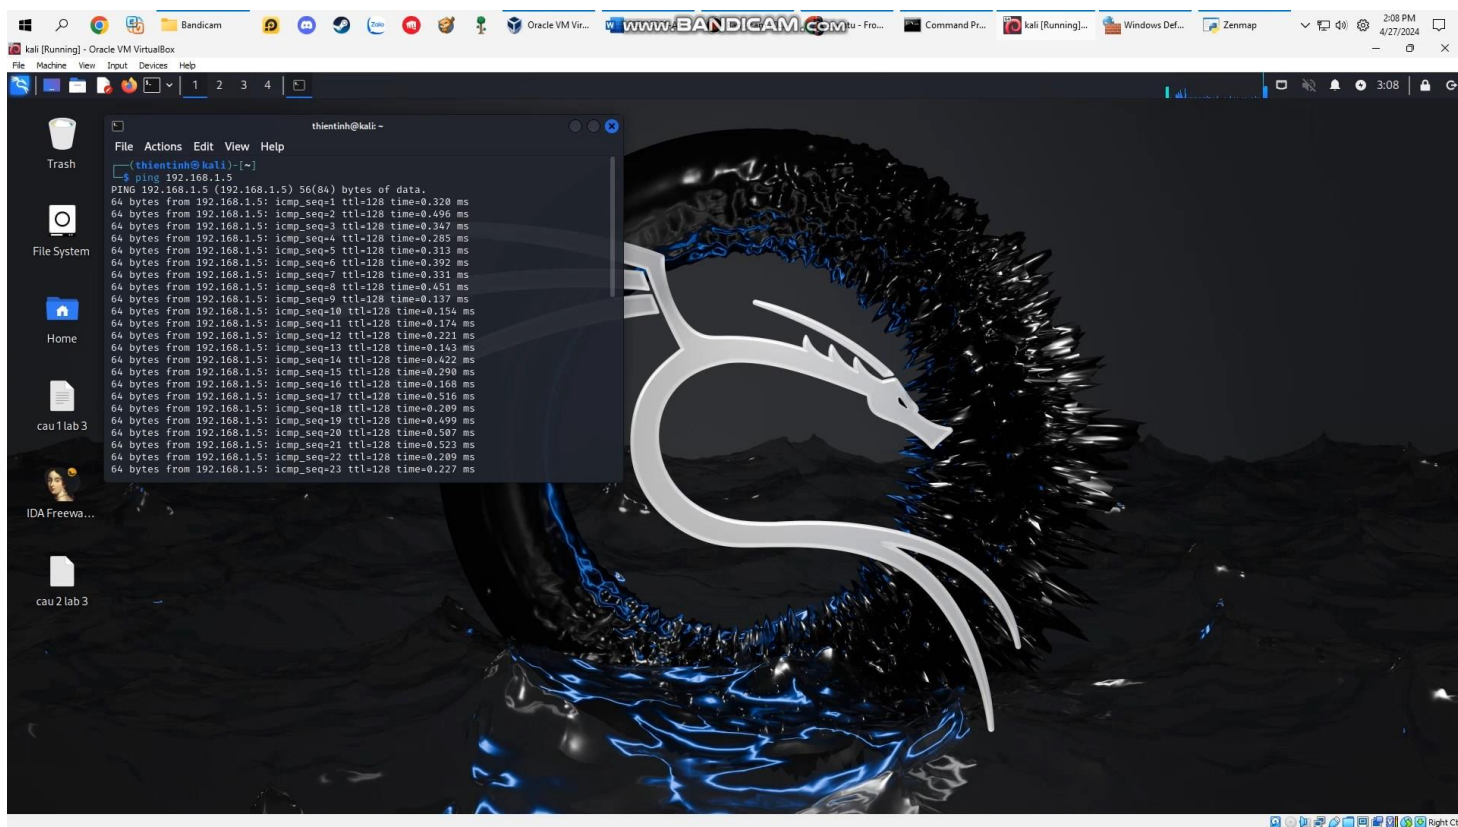 Bandicam
Zalo
Oracle VM Vir...
WWW.BANDICAM.COM
tu - Fro...
Command Pr...
kali [Running]...
Windows Def...
Zenmap
2:08 PM
4/27/2024
kali [Running] - Oracle VM VirtualBox
File Machine View Input Devices Help
1 2 3 4
3:08
Trash
File System
Home
cau 1 lab 3
IDA Freewa...
cau 2 lab 3
thientinh@kali: ~
File Actions Edit View Help
(thientinh㉿kali)-[~]
$ ping 192.168.1.5
PING 192.168.1.5 (192.168.1.5) 56(84) bytes of data.
64 bytes from 192.168.1.5: icmp_seq=1 ttl=128 time=0.320 ms
64 bytes from 192.168.1.5: icmp_seq=2 ttl=128 time=0.496 ms
64 bytes from 192.168.1.5: icmp_seq=3 ttl=128 time=0.347 ms
64 bytes from 192.168.1.5: icmp_seq=4 ttl=128 time=0.285 ms
64 bytes from 192.168.1.5: icmp_seq=5 ttl=128 time=0.313 ms
64 bytes from 192.168.1.5: icmp_seq=6 ttl=128 time=0.392 ms
64 bytes from 192.168.1.5: icmp_seq=7 ttl=128 time=0.331 ms
64 bytes from 192.168.1.5: icmp_seq=8 ttl=128 time=0.451 ms
64 bytes from 192.168.1.5: icmp_seq=9 ttl=128 time=0.137 ms
64 bytes from 192.168.1.5: icmp_seq=10 ttl=128 time=0.154 ms
64 bytes from 192.168.1.5: icmp_seq=11 ttl=128 time=0.174 ms
64 bytes from 192.168.1.5: icmp_seq=12 ttl=128 time=0.221 ms
64 bytes from 192.168.1.5: icmp_seq=13 ttl=128 time=0.143 ms
64 bytes from 192.168.1.5: icmp_seq=14 ttl=128 time=0.422 ms
64 bytes from 192.168.1.5: icmp_seq=15 ttl=128 time=0.290 ms
64 bytes from 192.168.1.5: icmp_seq=16 ttl=128 time=0.168 ms
64 bytes from 192.168.1.5: icmp_seq=17 ttl=128 time=0.516 ms
64 bytes from 192.168.1.5: icmp_seq=18 ttl=128 time=0.209 ms
64 bytes from 192.168.1.5: icmp_seq=19 ttl=128 time=0.499 ms
64 bytes from 192.168.1.5: icmp_seq=20 ttl=128 time=0.507 ms
64 bytes from 192.168.1.5: icmp_seq=21 ttl=128 time=0.523 ms
64 bytes from 192.168.1.5: icmp_seq=22 ttl=128 time=0.209 ms
64 bytes from 192.168.1.5: icmp_seq=23 ttl=128 time=0.227 ms
Right Ct